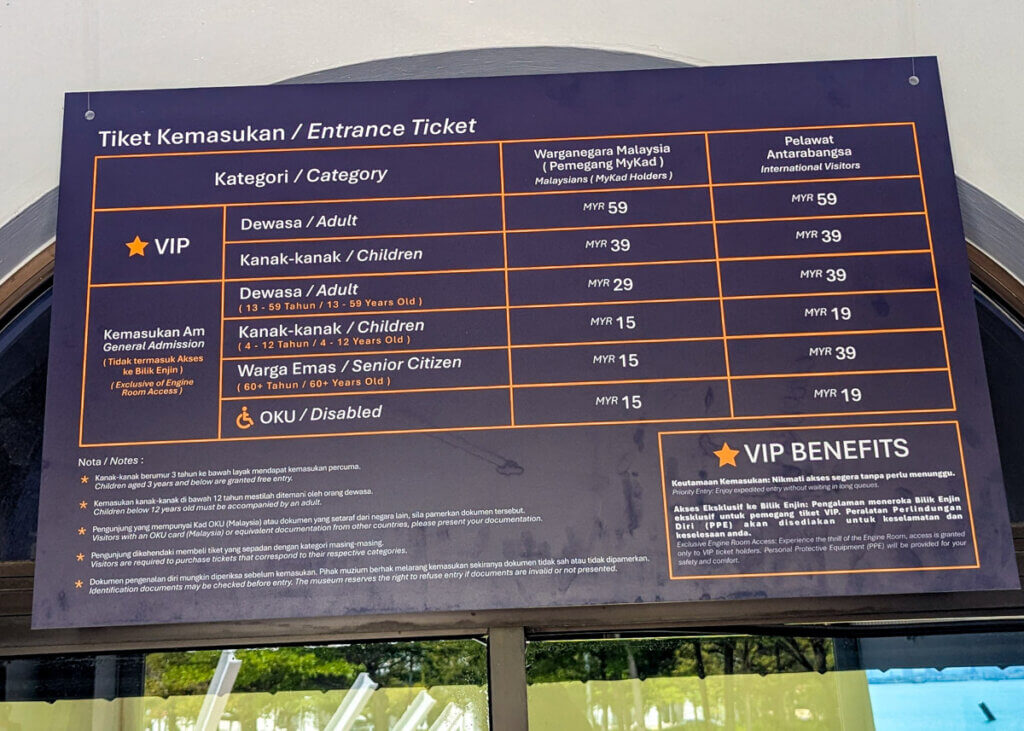 Tiket Kemasukan / Entrance Ticket
Kategori / Category
Warganegara Malaysia
( Pemegang MyKad )
Malaysians ( MyKad Holders )
Pelawat
Antarabangsa
International Visitors
VIP
Dewasa / Adult
MYR 59
MYR 59
Kanak-kanak / Children
MYR 39
MYR 39
Kemasukan Am
General Admission
( Tidak termasuk Akses
ke Bilik Enjin )
( Exclusive of Engine
Room Access )
Dewasa / Adult
( 13 - 59 Tahun / 13 - 59 Years Old )
MYR 29
MYR 39
Kanak-kanak / Children
( 4 - 12 Tahun / 4 - 12 Years Old )
MYR 15
MYR 19
Warga Emas / Senior Citizen
( 60+ Tahun / 60+ Years Old )
MYR 15
MYR 39
OKU / Disabled
MYR 15
MYR 19
Nota / Notes :
* Kanak-kanak berumur 3 tahun ke bawah layak mendapat kemasukan percuma.
Children aged 3 years and below are granted free entry.
* Kemasukan kanak-kanak di bawah 12 tahun mestilah ditemani oleh orang dewasa.
Children below 12 years old must be accompanied by an adult.
* Pengunjung yang mempunyai Kad OKU (Malaysia) atau dokumen yang setaraf dari negara lain, sila pamerkan dokumen tersebut.
Visitors with an OKU card (Malaysia) or equivalent documentation from other countries, please present your documentation.
* Pengunjung dikehendaki membeli tiket yang sepadan dengan kategori masing-masing.
Visitors are required to purchase tickets that correspond to their respective categories.
* Dokumen pengenalan diri mungkin diperiksa sebelum kemasukan. Pihak muzium berhak melarang kemasukan sekiranya dokumen tidak sah atau tidak dipamerkan.
Identification documents may be checked before entry. The museum reserves the right to refuse entry if documents are invalid or not presented.
VIP BENEFITS
Keutamaan Kemasukan: Nikmati akses segera tanpa perlu menunggu.
Priority Entry: Enjoy expedited entry without waiting in long queues.
Akses Eksklusif ke Bilik Enjin: Pengalaman meneroka Bilik Enjin
eksklusif untuk pemegang tiket VIP. Peralatan Perlindungan
Diri (PPE) akan disediakan untuk keselamatan dan
keselesaan anda.
Exclusive Engine Room Access: Experience the thrill of the Engine Room, access is granted
only to VIP ticket holders. Personal Protective Equipment (PPE) will be provided for your
safety and comfort.